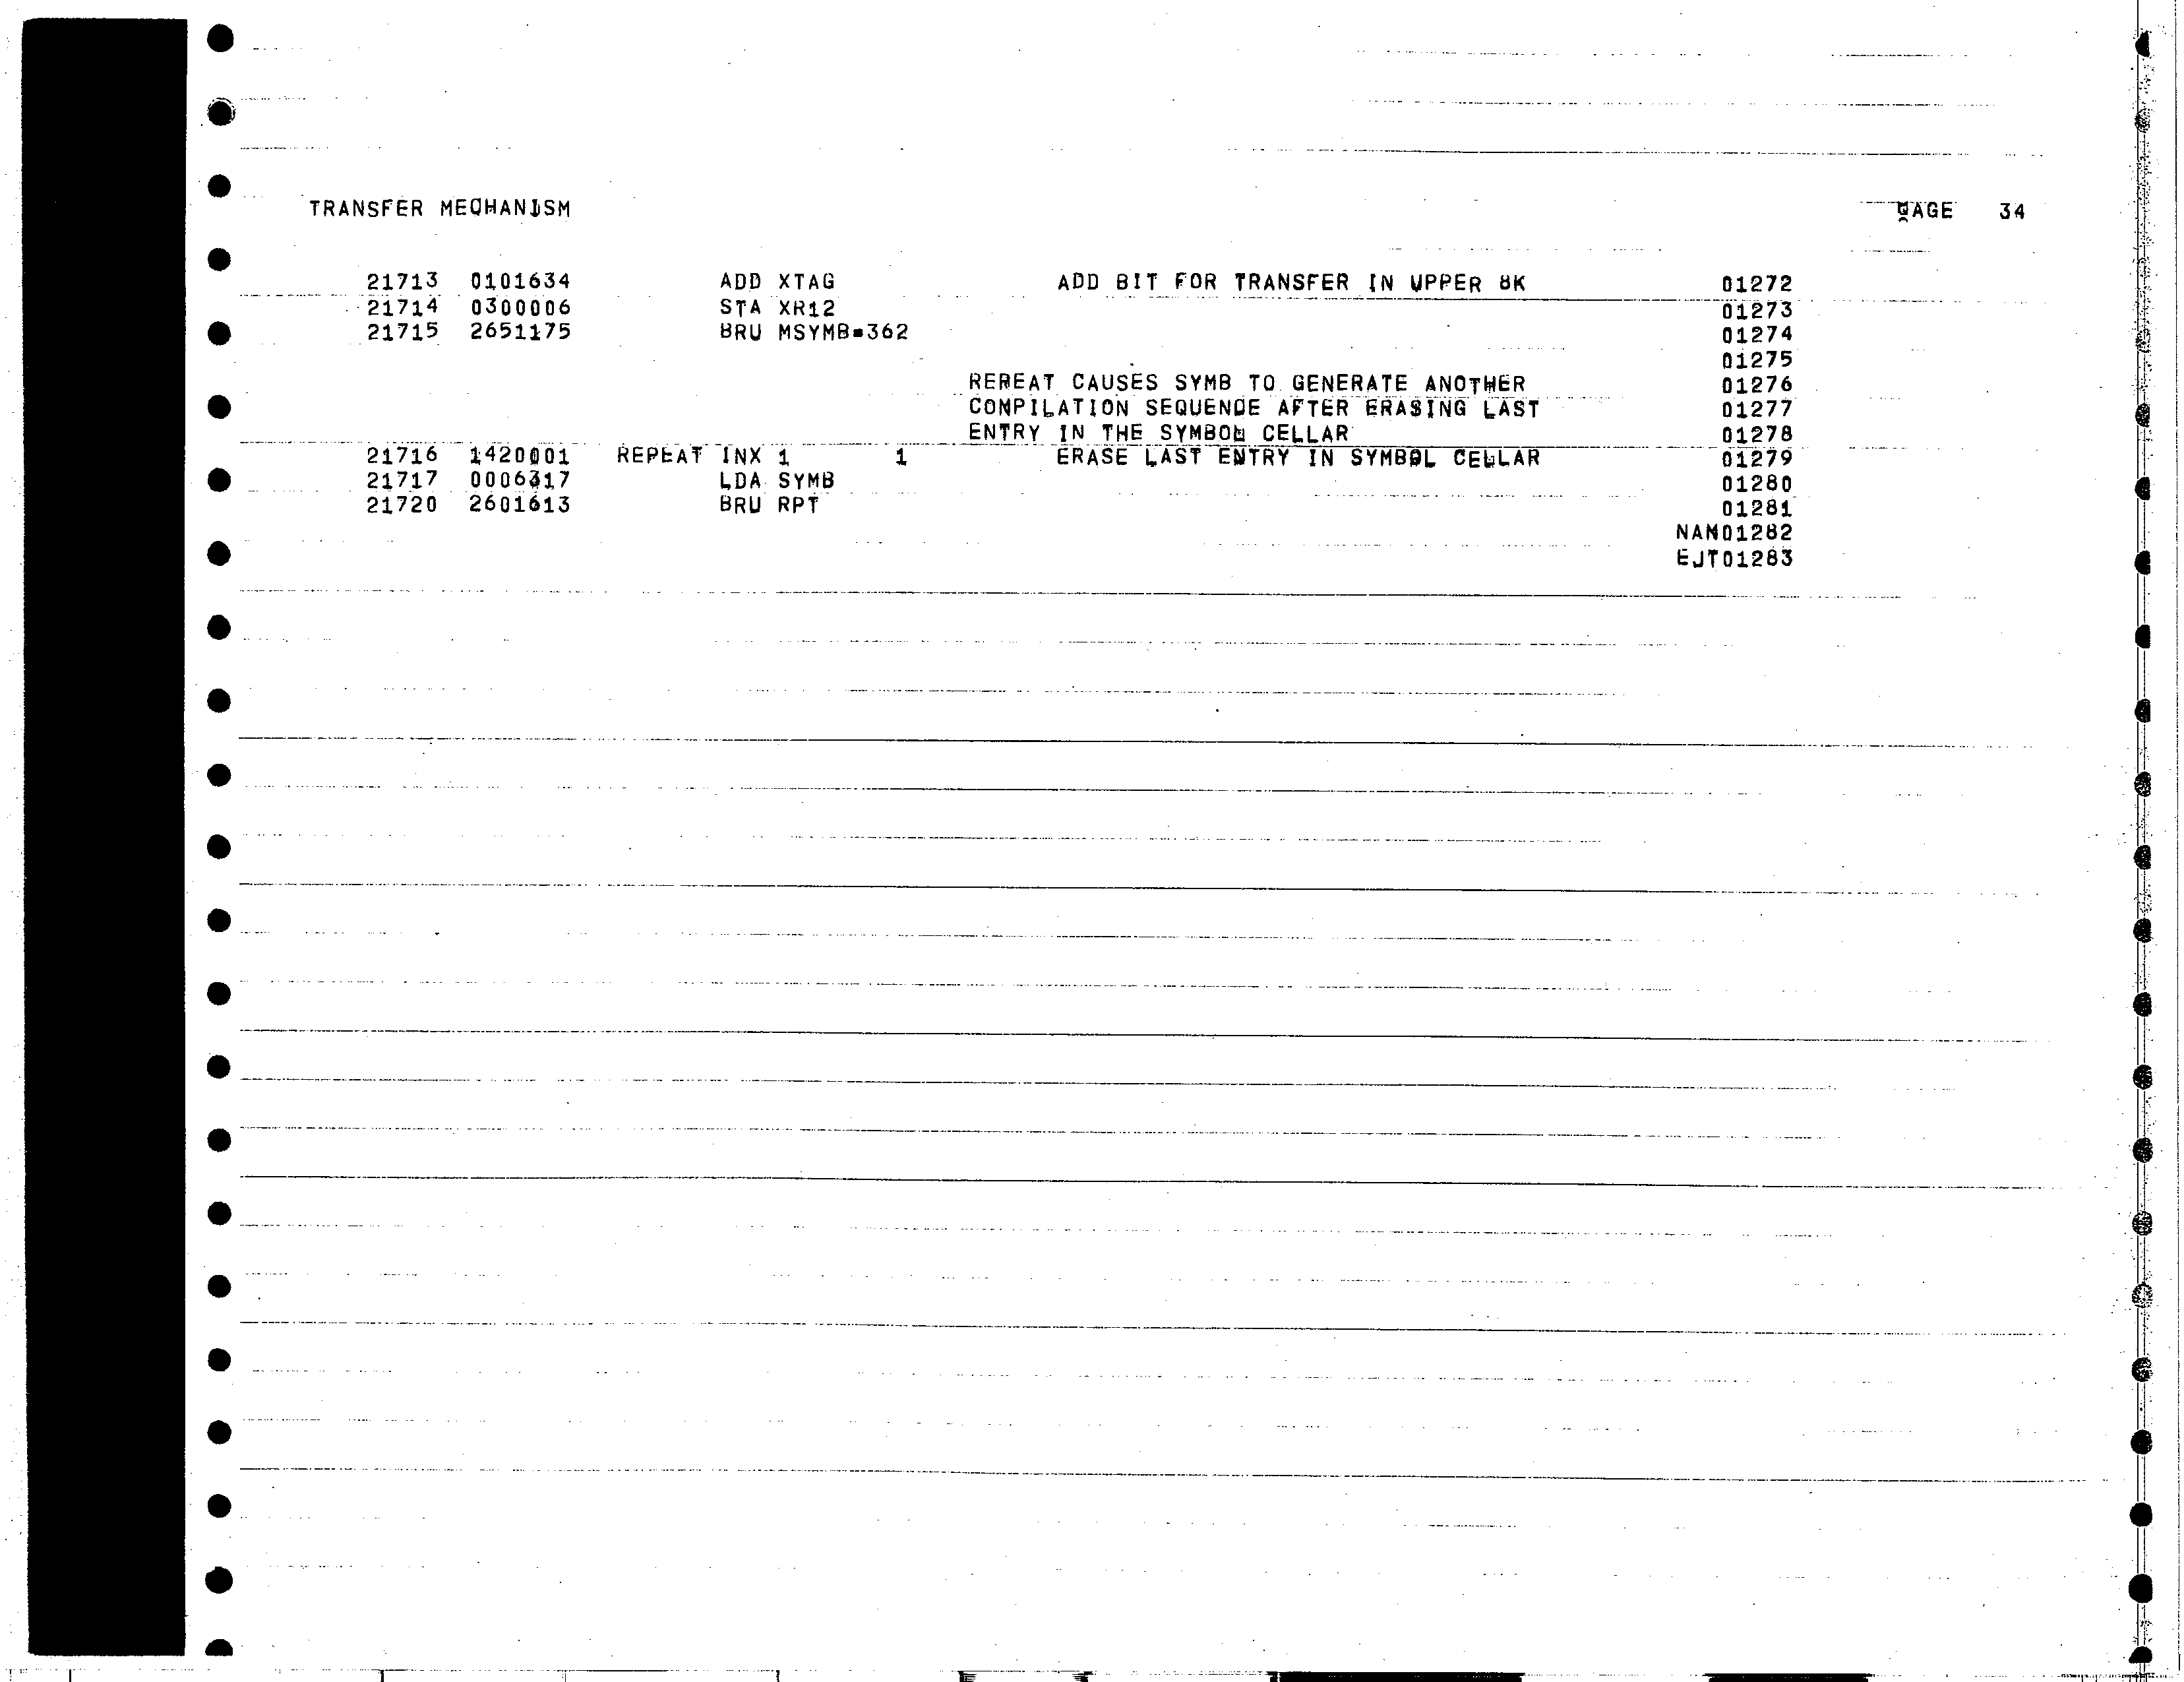 TRANSFER MECHANISM PAGE 34
21713 0101634 ADD XTAG ADD BIT FOR TRANSFER IN UPPER 8K 01272
21714 0300006 STA XR12 01273
21715 2651175 BRU MSYMB=362 01274
01275
REPEAT CAUSES SYMB TO GENERATE ANOTHER 01276
COMPILATION SEQUENCE AFTER ERASING LAST 01277
ENTRY IN THE SYMBOL CELLAR 01278
21716 1420001 REPEAT INX 1 1 ERASE LAST ENTRY IN SYMBOL CELLAR 01279
21717 0006317 LDA SYMB 01280
21720 2601613 BRU RPT 01281
NAM01282
EJT01283